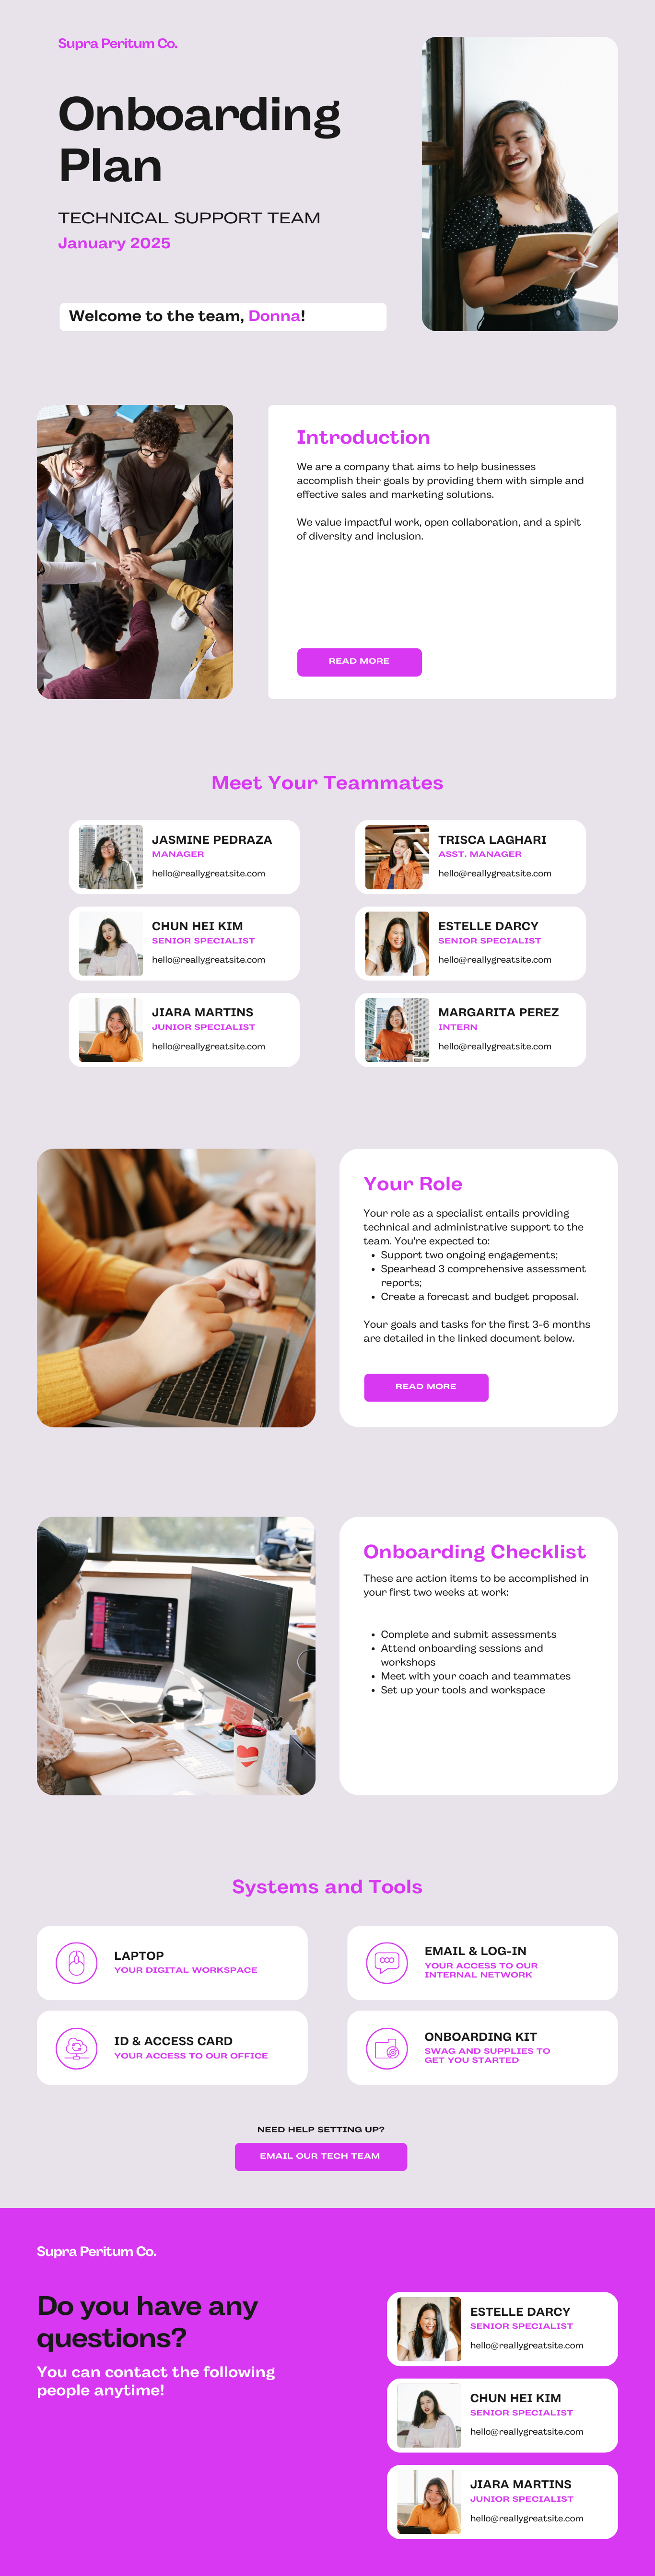 Supra Peritum Co.
Onboarding
Plan
TECHNICAL SUPPORT TEAM
January 2025
Welcome to the team, Donna!
Introduction
We are a company that aims to help businesses
accomplish their goals by providing them with simple and
effective sales and marketing solutions.
We value impactful work, open collaboration, and a spirit
of diversity and inclusion.
READ MORE
Meet Your Teammates
JASMINE PEDRAZA
MANAGER
hello@reallygreatsite.com
TRISCA LAGHARI
ASST. MANAGER
hello@reallygreatsite.com
CHUN HEI KIM
SENIOR SPECIALIST
hello@reallygreatsite.com
ESTELLE DARCY
SENIOR SPECIALIST
hello@reallygreatsite.com
JIARA MARTINS
JUNIOR SPECIALIST
hello@reallygreatsite.com
MARGARITA PEREZ
INTERN
hello@reallygreatsite.com
Your Role
Your role as a specialist entails providing
technical and administrative support to the
team. You're expected to:
• Support two ongoing engagements;
• Spearhead 3 comprehensive assessment
reports;
• Create a forecast and budget proposal.
Your goals and tasks for the first 3-6 months
are detailed in the linked document below.
READ MORE
Onboarding Checklist
These are action items to be accomplished in
your first two weeks at work:
• Complete and submit assessments
• Attend onboarding sessions and
workshops
• Meet with your coach and teammates
• Set up your tools and workspace
Systems and Tools
LAPTOP
YOUR DIGITAL WORKSPACE
EMAIL & LOG-IN
YOUR ACCESS TO OUR
INTERNAL NETWORK
ID & ACCESS CARD
YOUR ACCESS TO OUR OFFICE
ONBOARDING KIT
SWAG AND SUPPLIES TO
GET YOU STARTED
NEED HELP SETTING UP?
EMAIL OUR TECH TEAM
Supra Peritum Co.
Do you have any
questions?
You can contact the following
people anytime!
ESTELLE DARCY
SENIOR SPECIALIST
hello@reallygreatsite.com
CHUN HEI KIM
SENIOR SPECIALIST
hello@reallygreatsite.com
JIARA MARTINS
JUNIOR SPECIALIST
hello@reallygreatsite.com